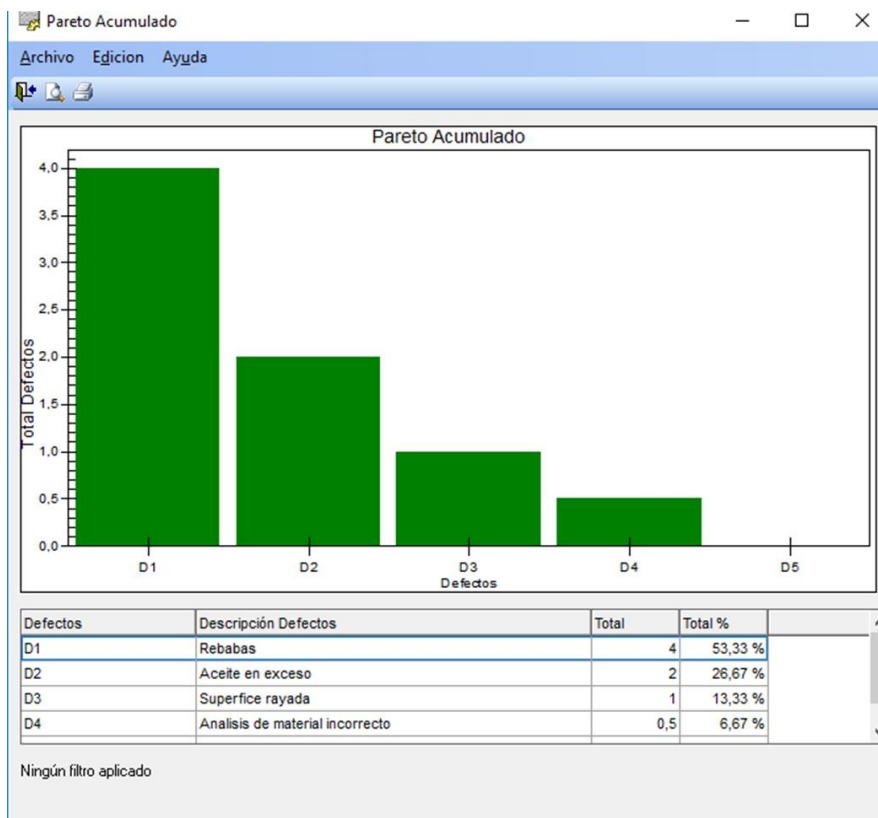 Pareto Acumulado
Archivo Edicion Ayuda
Pareto Acumulado
4,0
3,5
3,0
2,5
2,0
1,5
1,0
0,5
0,0
Total Defectos
D1 D2 D3 D4 D5
Defectos
Defectos Descripción Defectos Total Total %
D1 Rebabas 4 53,33 %
D2 Aceite en exceso 2 26,67 %
D3 Superfice rayada 1 13,33 %
D4 Analisis de material incorrecto 0,5 6,67 %
Ningún filtro aplicado